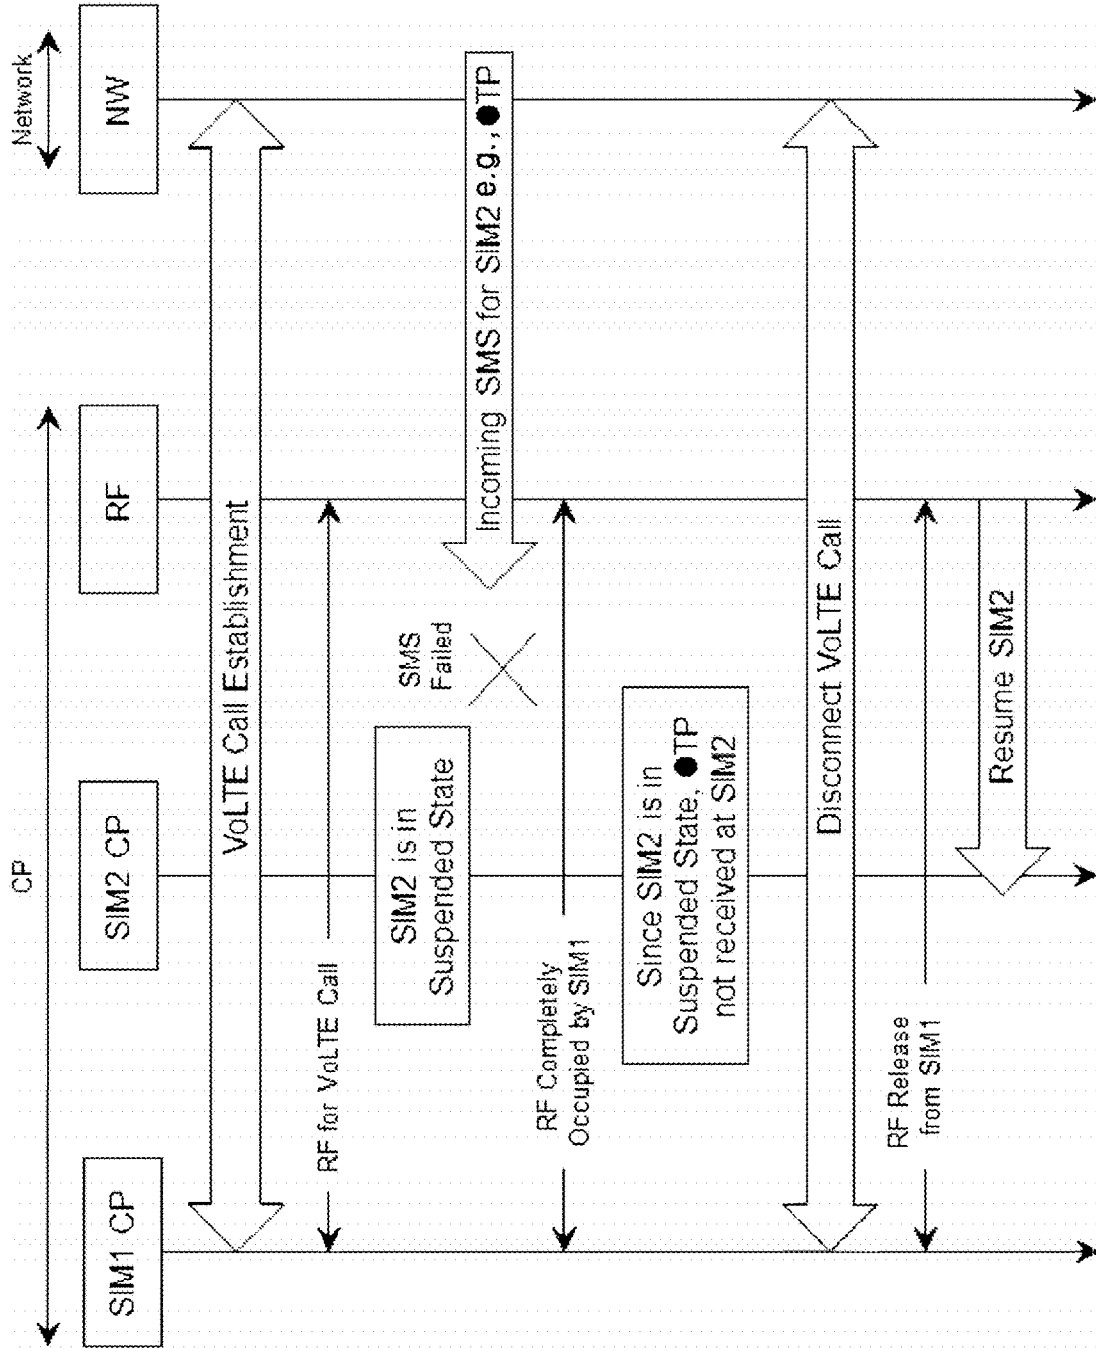 CP
Network
SIM1 CP
SIM2 CP
RF
NW
VoLTE Call Establishment
RF for VoLTE Call
SIM2 is in
Suspended State
SMS
Failed
Incoming SMS for SIM2 e.g., ●TP
RF Completely
Occupied by SIM1
Since SIM2 is in
Suspended State, ●TP
not received at SIM2
Disconnect VoLTE Call
RF Release
from SIM1
Resume SIM2